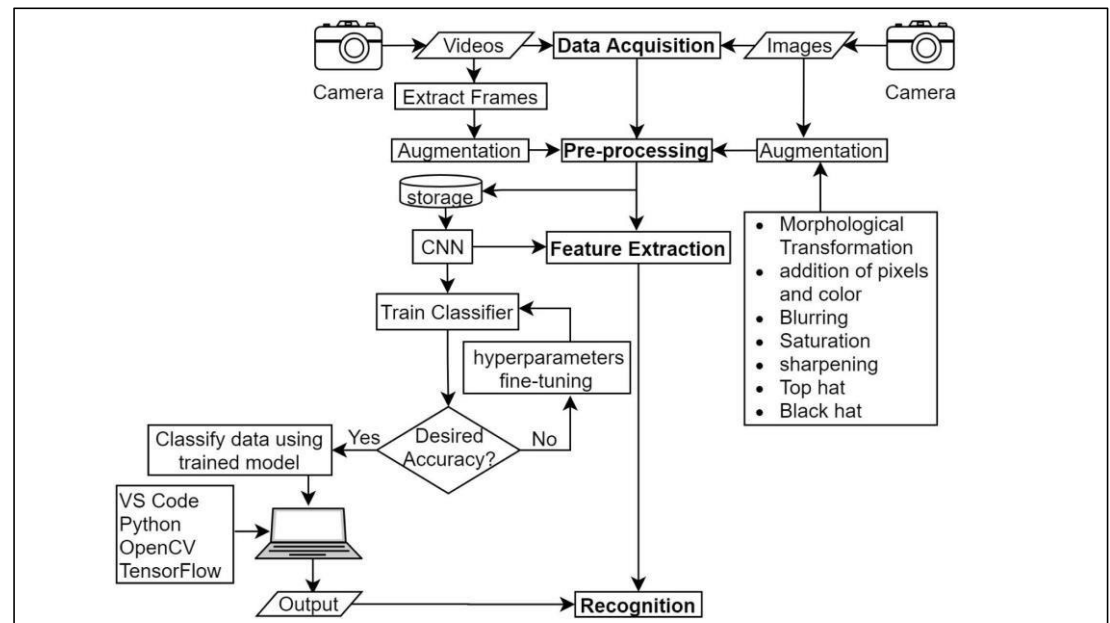 Videos
Data Acquisition
Images
Camera
Camera
Extract Frames
Augmentation
Pre-processing
Augmentation
storage
CNN
Feature Extraction
• Morphological
Transformation
• addition of pixels
and color
• Blurring
• Saturation
• sharpening
• Top hat
• Black hat
Train Classifier
hyperparameters
fine-tuning
Desired
Accuracy?
Yes
No
Classify data using
trained model
VS Code
Python
OpenCV
TensorFlow
Output
Recognition